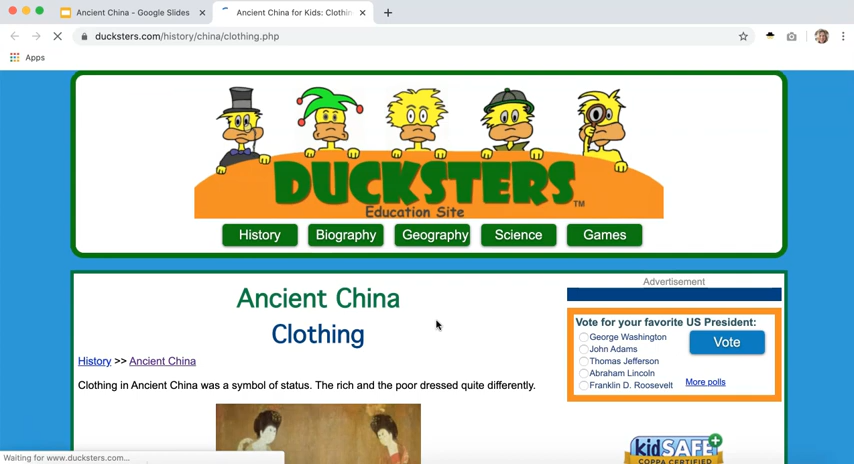 Ancient China - Google Slides
Ancient China for Kids: Clothin
ducksters.com/history/china/clothing.php
Apps
DUCKSTERS TM
Education Site
History Biography Geography Science Games
Ancient China
Clothing
History >> Ancient China
Clothing in Ancient China was a symbol of status. The rich and the poor dressed quite differently.
Advertisement
Vote for your favorite US President:
George Washington
John Adams
Thomas Jefferson
Abraham Lincoln
Franklin D. Roosevelt
Vote
More polls
kidSAFE
COPPA CERTIFIED
Waiting for www.ducksters.com...